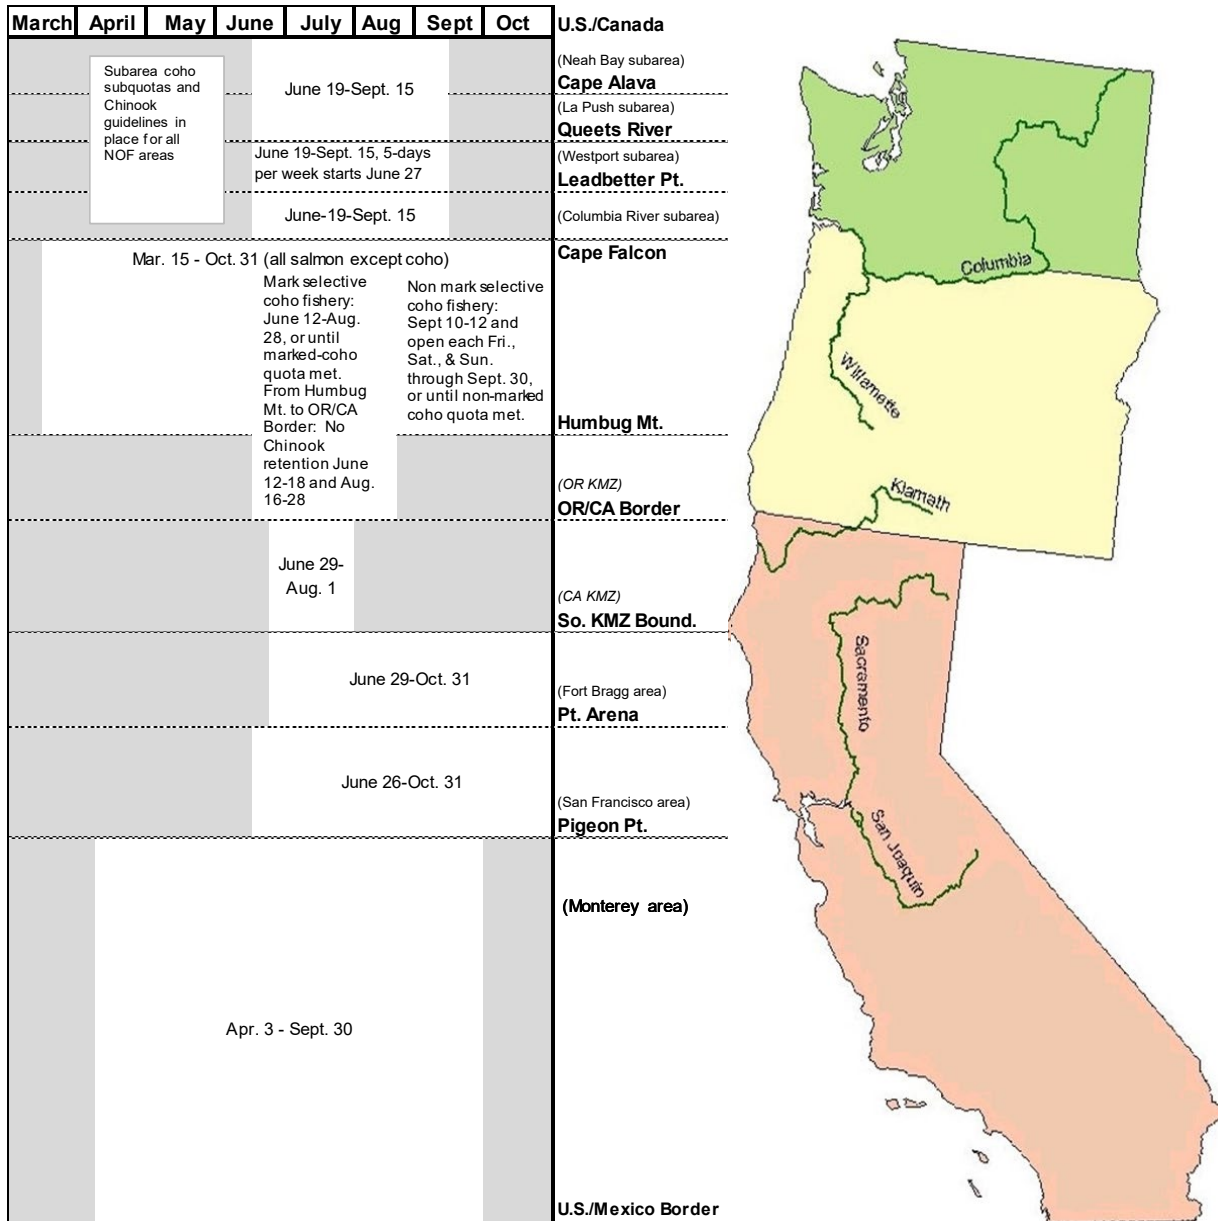 March April May June July Aug Sept Oct
U.S./Canada
Subarea coho
subquotas and
Chinook
guidelines in
place for all
NOF areas
June 19-Sept. 15
(Neah Bay subarea)
Cape Alava
(La Push subarea)
Queets River
June 19-Sept. 15, 5-days
per week starts June 27
(Westport subarea)
Leadbetter Pt.
June-19-Sept. 15
(Columbia River subarea)
Cape Falcon
Mar. 15 - Oct. 31 (all salmon except coho)
Mark selective
coho fishery:
June 12-Aug.
28, or until
marked-coho
quota met.
From Humbug
Mt. to OR/CA
Border: No
Chinook
retention June
12-18 and Aug.
16-28
Non mark selective
coho fishery:
Sept 10-12 and
open each Fri.,
Sat., & Sun.
through Sept. 30,
or until non-marked
coho quota met.
Humbug Mt.
(OR KMZ)
OR/CA Border
June 29-
Aug. 1
(CA KMZ)
So. KMZ Bound.
June 29-Oct. 31
(Fort Bragg area)
Pt. Arena
June 26-Oct. 31
(San Francisco area)
Pigeon Pt.
(Monterey area)
Apr. 3 - Sept. 30
U.S./Mexico Border
Columbia
Willamette
Klamath
Sacramento
San Joaquin